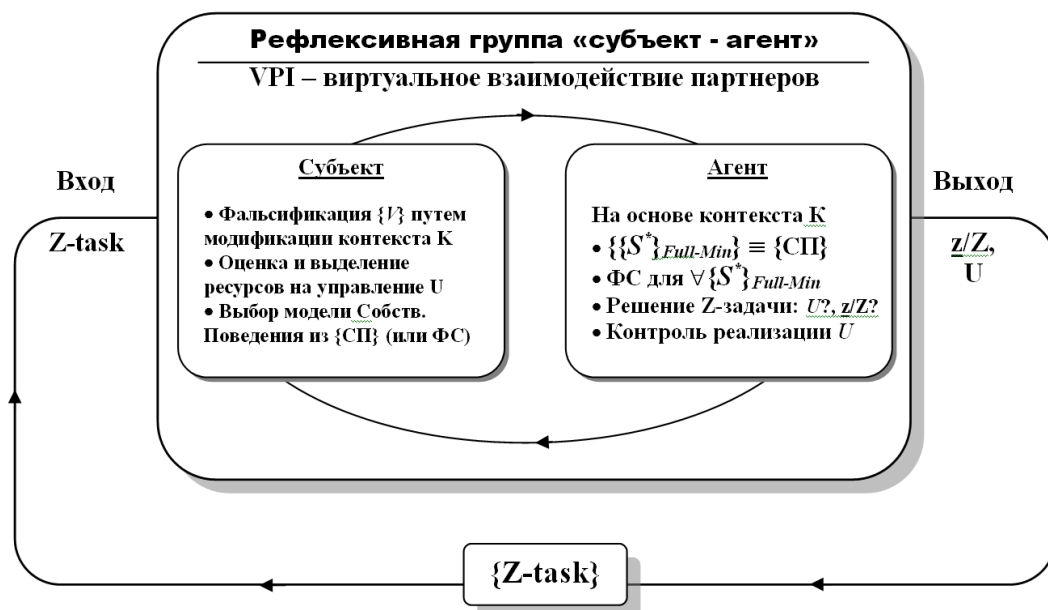 Рефлексивная группа «субъект - агент»
VPI – виртуальное взаимодействие партнеров
Вход
Z-task
Субъект
• Фальсификация {V} путем
модификации контекста K
• Оценка и выделение
ресурсов на управление U
• Выбор модели Собств.
Поведения из {СП} (или ФС)
Агент
На основе контекста К
• {{S*}Full-Min} ≡ {СП}
• ФС для ∀{S*}Full-Min
• Решение Z-задачи: U?, z/Z?
• Контроль реализации U
Выход
z/Z,
U
{Z-task}